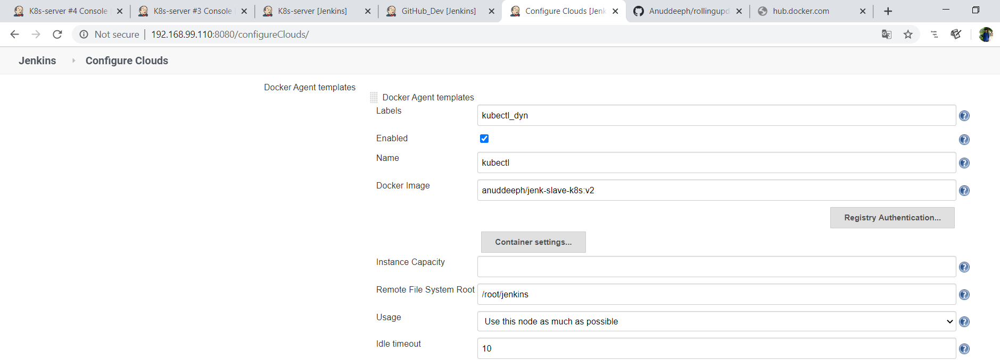 K8s-server #4 Console
K8s-server #3 Console
K8s-server [Jenkins]
GitHub_Dev [Jenkins]
Configure Clouds [Jenk
Anuddeeph/rollingupd
hub.docker.com
Not secure | 192.168.99.110:8080/configureClouds/
Jenkins Configure Clouds
Docker Agent templates
Docker Agent templates
Labels kubectl_dyn
Enabled
Name kubectl
Docker Image anuddeeph/jenk-slave-k8s:v2
Registry Authentication...
Container settings...
Instance Capacity
Remote File System Root /root/jenkins
Usage Use this node as much as possible
Idle timeout 10